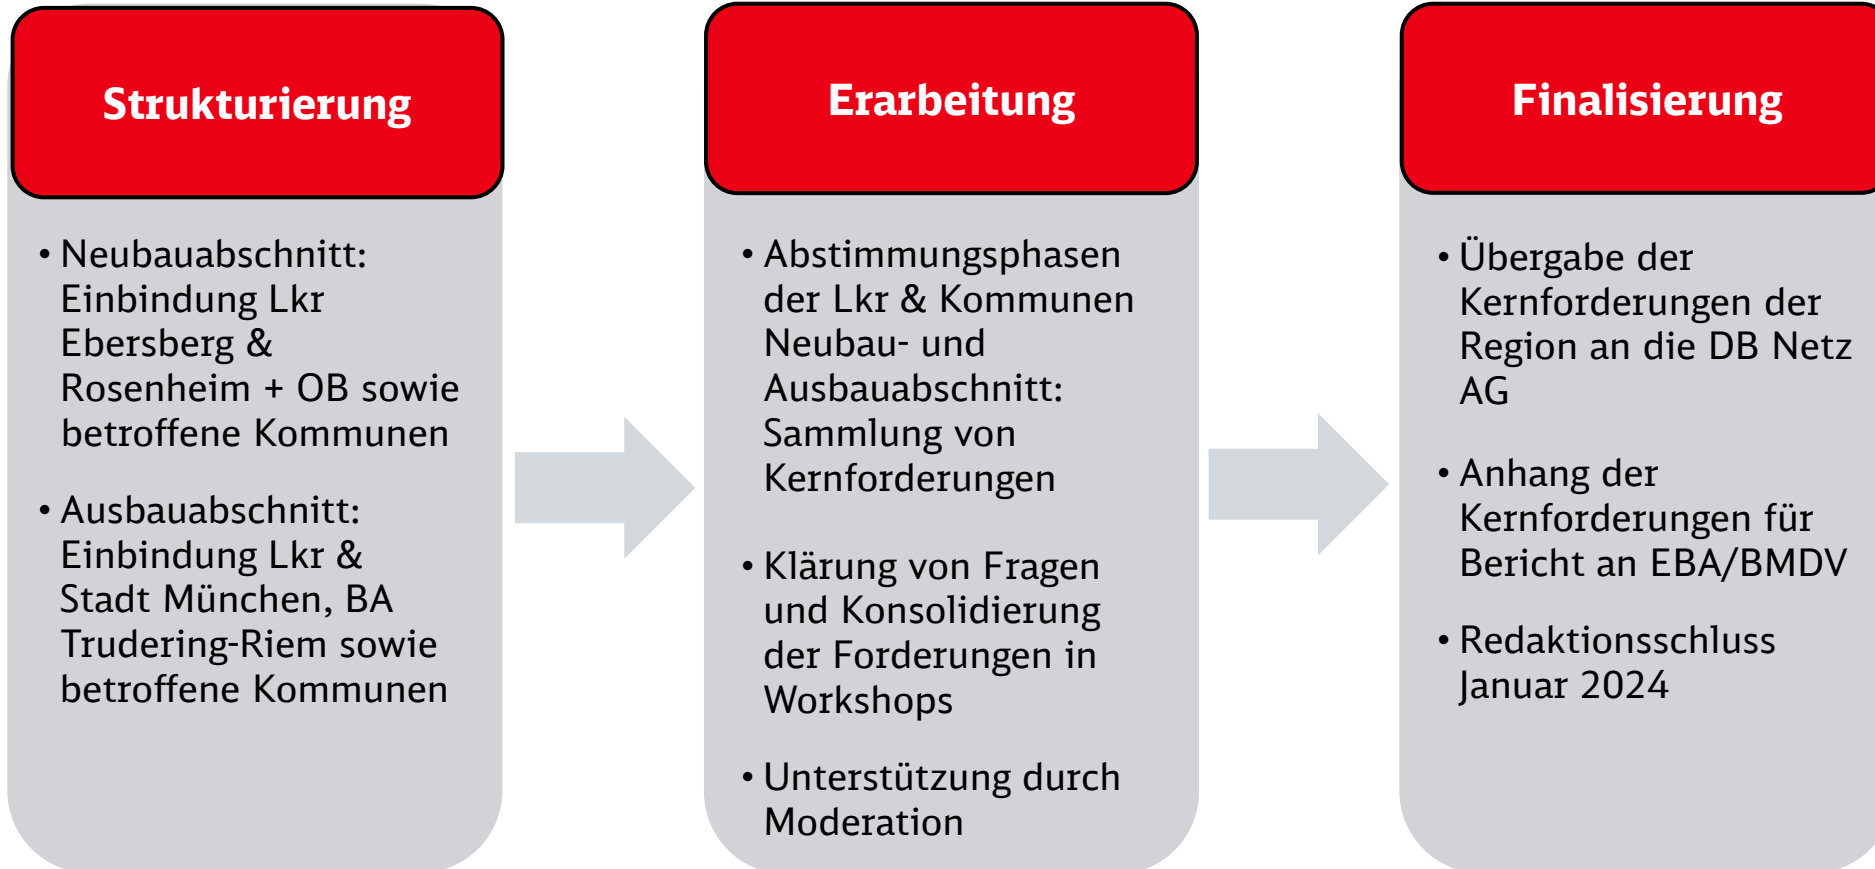 Strukturierung
• Neubauabschnitt:
Einbindung Lkr
Ebersberg &
Rosenheim + OB sowie
betroffene Kommunen
• Ausbauabschnitt:
Einbindung Lkr &
Stadt München, BA
Trudering-Riem sowie
betroffene Kommunen
Erarbeitung
• Abstimmungsphasen
der Lkr & Kommunen
Neubau- und
Ausbauabschnitt:
Sammlung von
Kernforderungen
• Klärung von Fragen
und Konsolidierung
der Forderungen in
Workshops
• Unterstützung durch
Moderation
Finalisierung
• Übergabe der
Kernforderungen der
Region an die DB Netz
AG
• Anhang der
Kernforderungen für
Bericht an EBA/BMDV
• Redaktionsschluss
Januar 2024